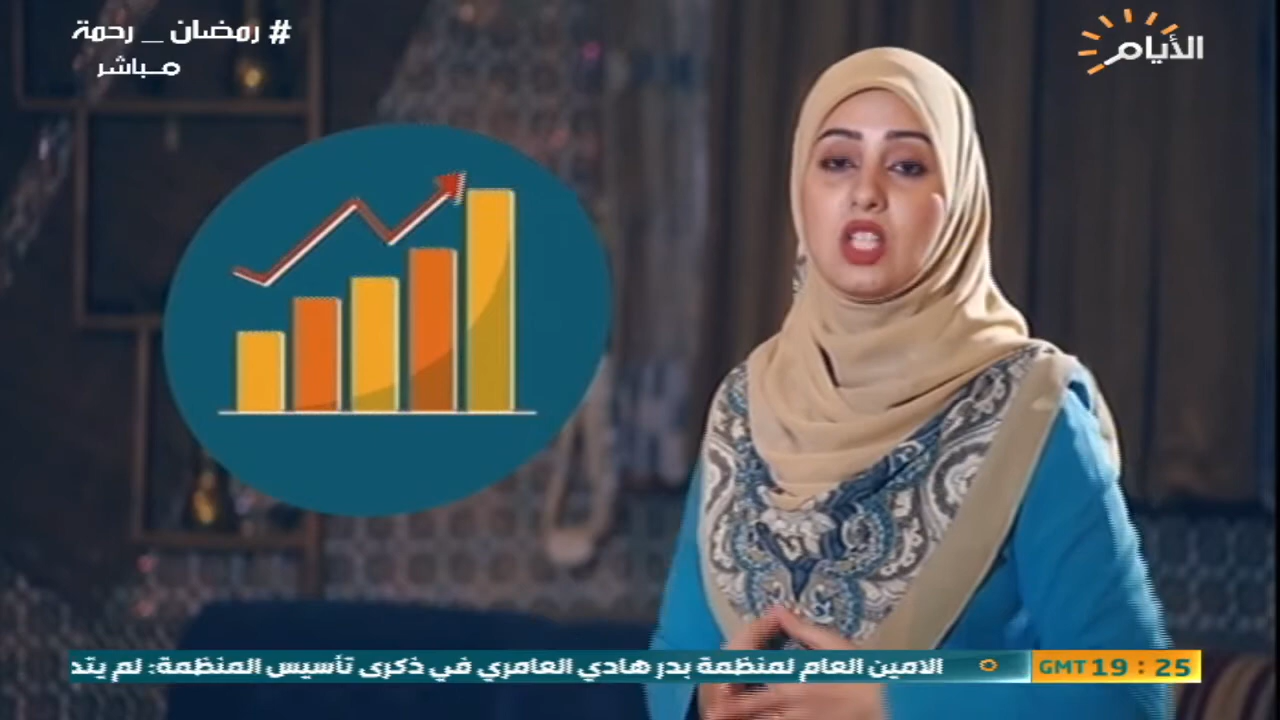 # رمضان _ رحمة
مباشر
الأيام
الامين العام لمنظمة بدر هادي العامري في ذكرى تأسيس المنظمة: لم يتد
GMT 19 : 25